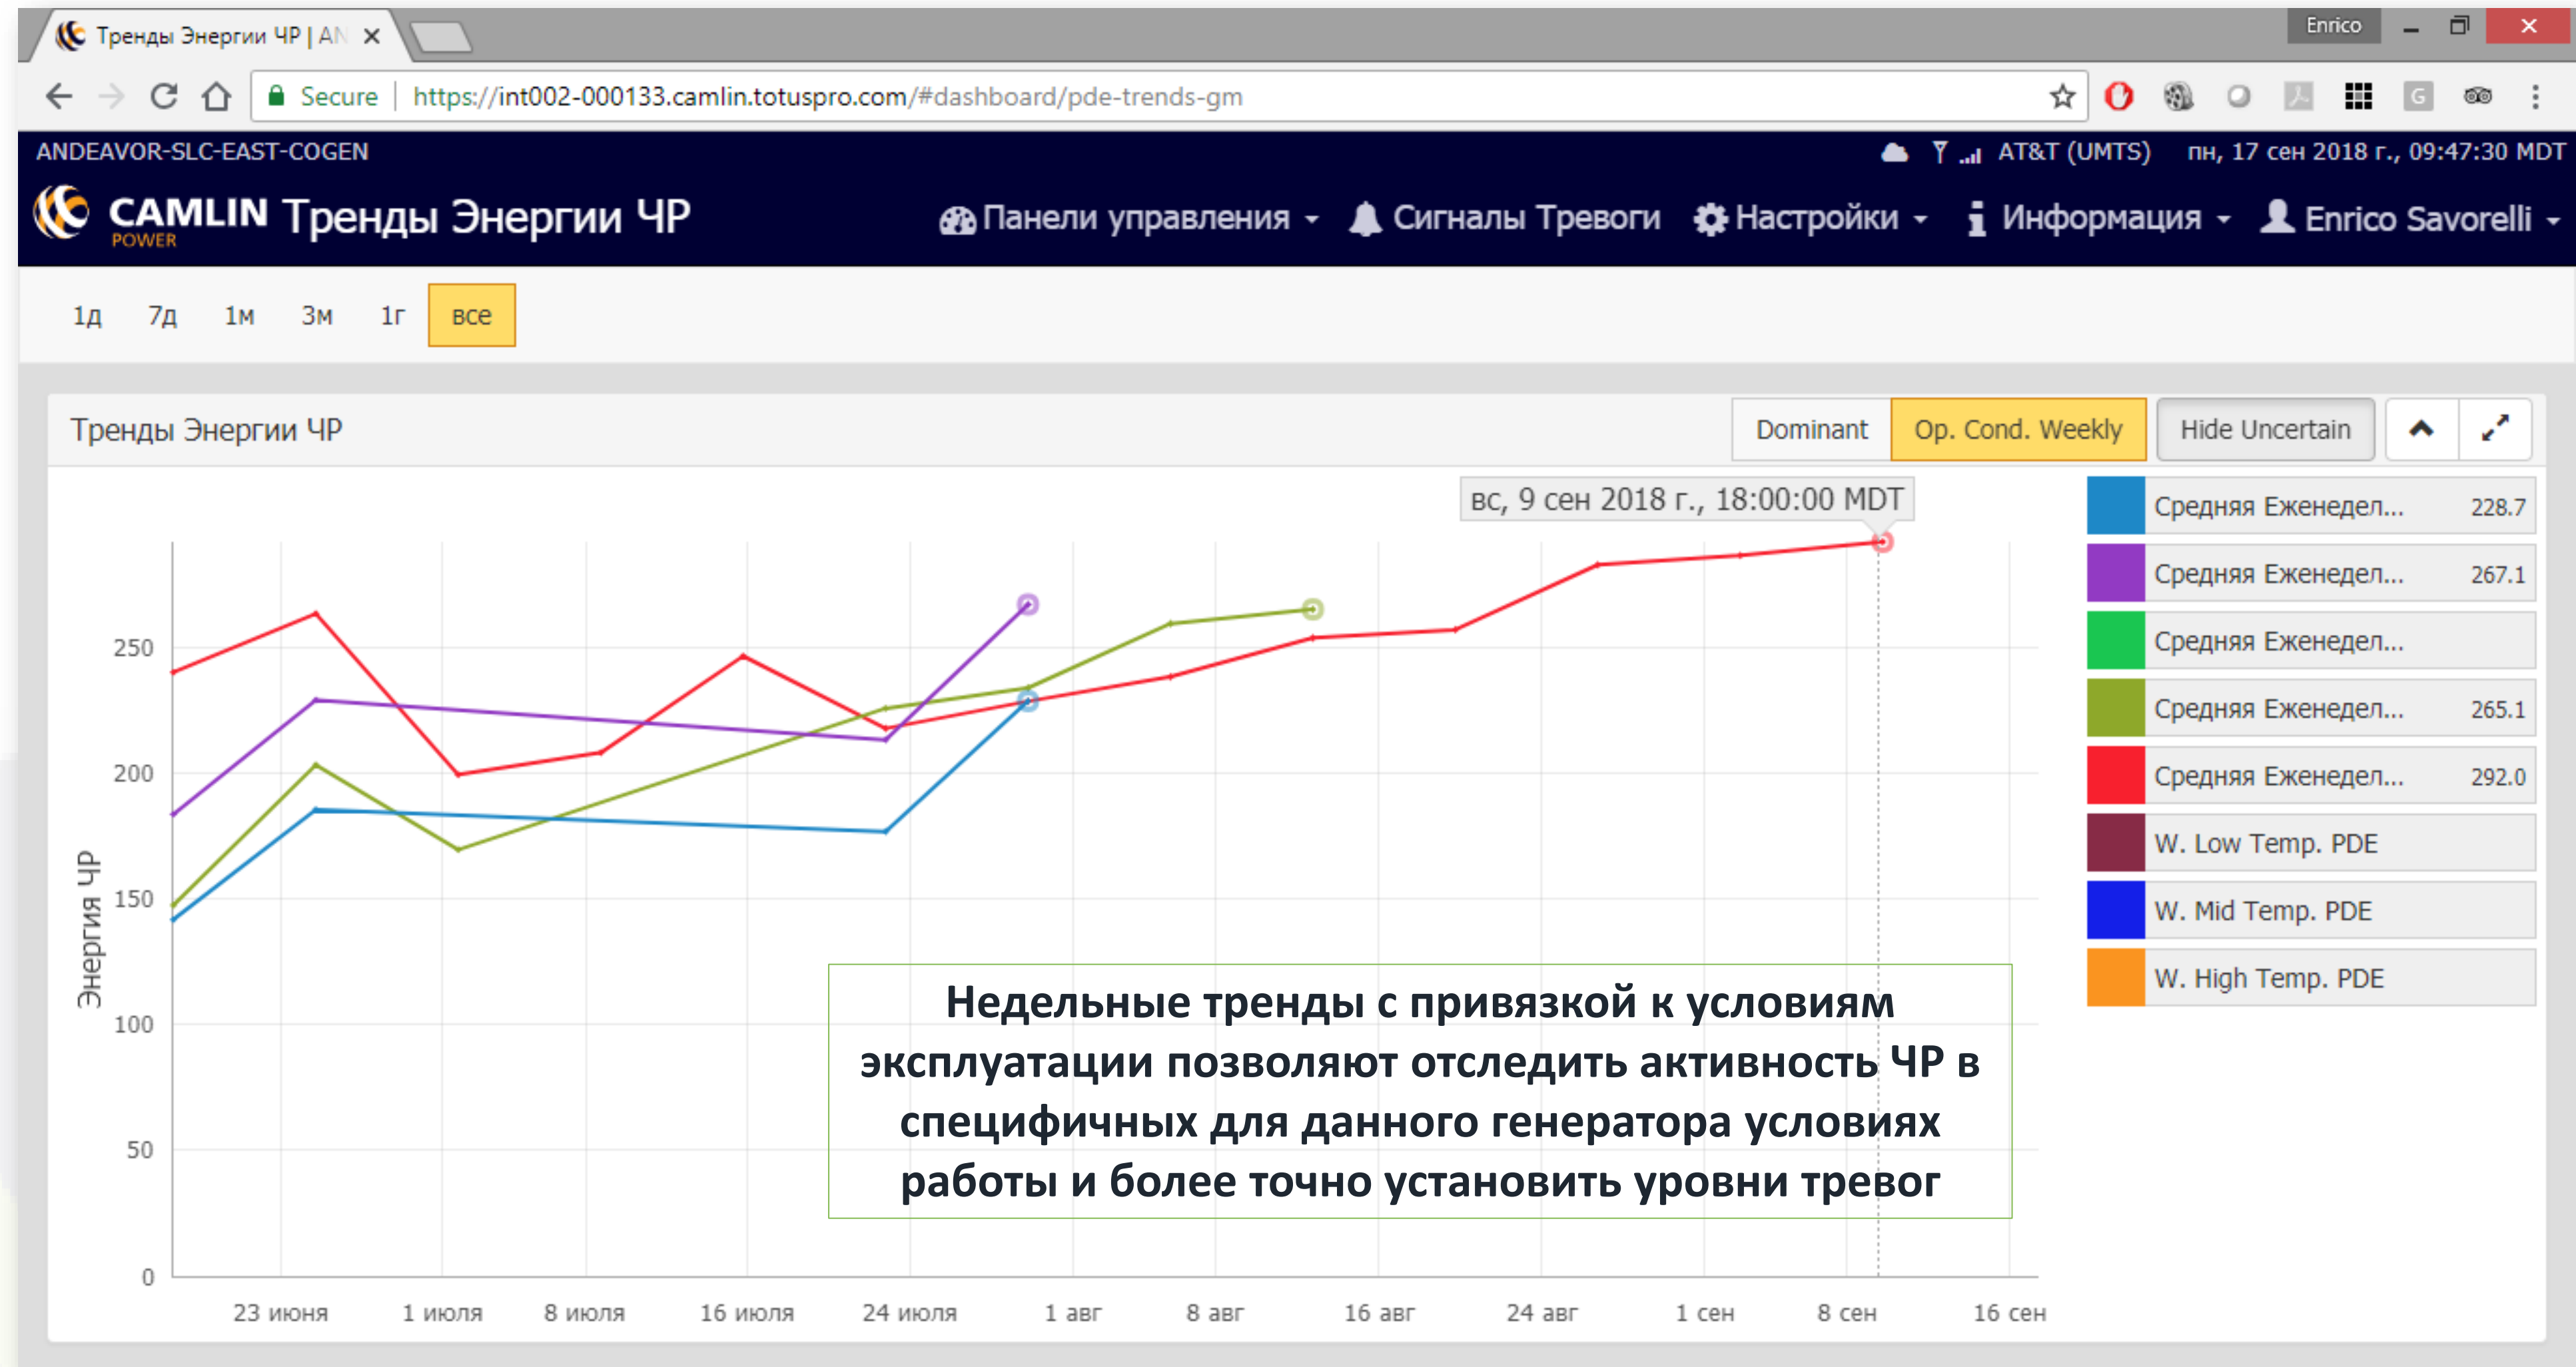 Тренды Энергии ЧР | AN
Enrico
Secure | https://int002-000133.camlin.totuspro.com/#dashboard/pde-trends-gm
G
ANDEAVOR-SLC-EAST-COGEN
AT&T (UMTS) пн, 17 сен 2018 г., 09:47:30 MDT
CAMLIN
POWER
Тренды Энергии ЧР
Панели управления
Сигналы Тревоги
Настройки
Информация
Enrico Savorelli
1д 7д 1м 3м 1г все
Тренды Энергии ЧР
Dominant Op. Cond. Weekly Hide Uncertain
вс, 9 сен 2018 г., 18:00:00 MDT
Средняя Еженедел... 228.7
Средняя Еженедел... 267.1
Средняя Еженедел...
Средняя Еженедел... 265.1
Средняя Еженедел... 292.0
W. Low Temp. PDE
W. Mid Temp. PDE
W. High Temp. PDE
Энергия ЧР
250
200
150
100
50
0
Недельные тренды с привязкой к условиям
эксплуатации позволяют отследить активность ЧР в
специфичных для данного генератора условиях
работы и более точно установить уровни тревог
23 июня 1 июля 8 июля 16 июля 24 июля 1 авг 8 авг 16 авг 24 авг 1 сен 8 сен 16 сен